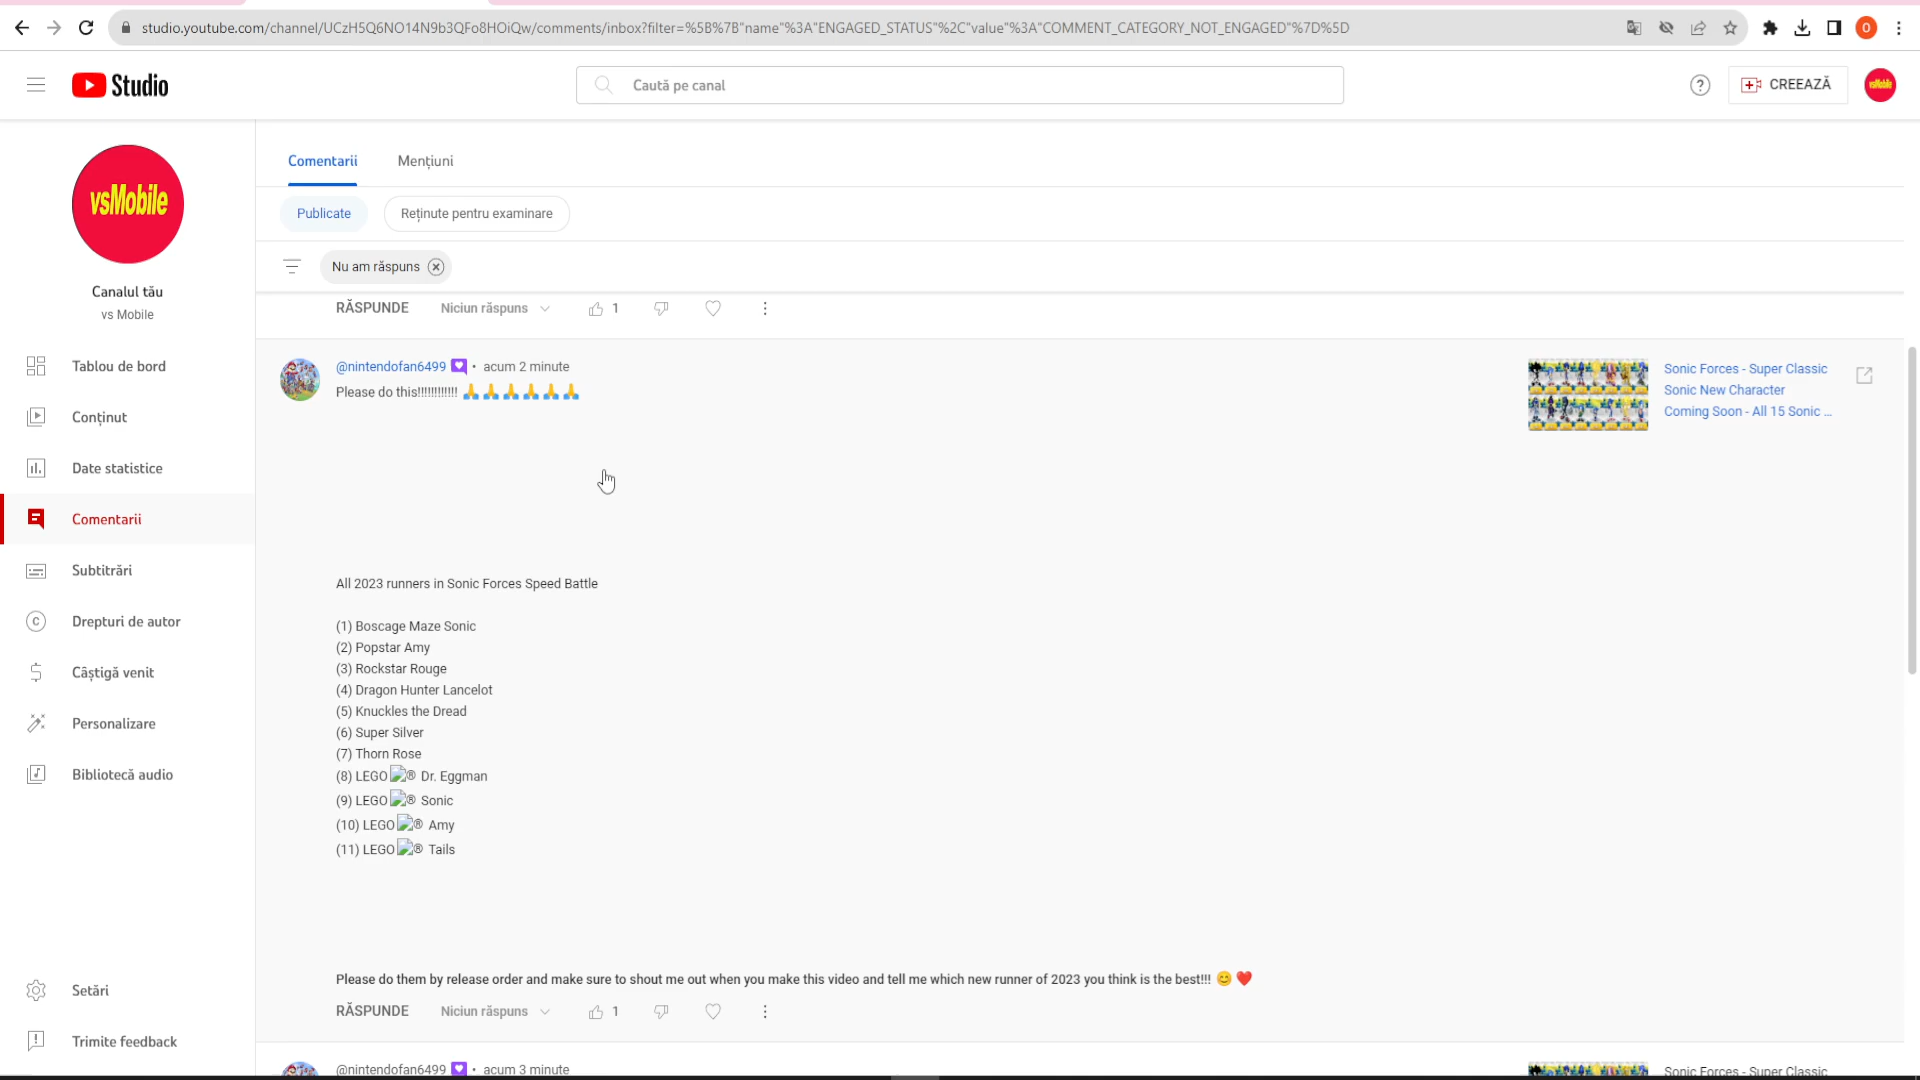 studio.youtube.com/channel/UCzH5Q6NO14N9b3QFo8HOiQw/comments/inbox?filter=%5B%7B"name"%3A"ENGAGED_STATUS"%2C"value"%3A"COMMENT_CATEGORY_NOT_ENGAGED"%7D%5D
O
Studio
Caută pe canal
CREEAZĂ
vsMobile
vsMobile
Canalul tău
vs Mobile
Tablou de bord
Conținut
Date statistice
Comentarii
Subtitrări
Drepturi de autor
Câștigă venit
Personalizare
Bibliotecă audio
Setări
Trimite feedback
Comentarii
Mențiuni
Publicate
Reținute pentru examinare
Nu am răspuns
RĂSPUNDE Niciun răspuns 1
@nintendofan6499 • acum 2 minute
Please do this!!!!!!!!!!!! 🙏🙏🙏🙏🙏🙏
Sonic Forces - Super Classic
Sonic New Character
Coming Soon - All 15 Sonic ...
All 2023 runners in Sonic Forces Speed Battle
(1) Boscage Maze Sonic
(2) Popstar Amy
(3) Rockstar Rouge
(4) Dragon Hunter Lancelot
(5) Knuckles the Dread
(6) Super Silver
(7) Thorn Rose
(8) LEGO ® Dr. Eggman
(9) LEGO ® Sonic
(10) LEGO ® Amy
(11) LEGO ® Tails
Please do them by release order and make sure to shout me out when you make this video and tell me which new runner of 2023 you think is the best!!! 😊❤️
RĂSPUNDE Niciun răspuns 1
@nintendofan6499 • acum 3 minute
Sonic Forces - Super Classic